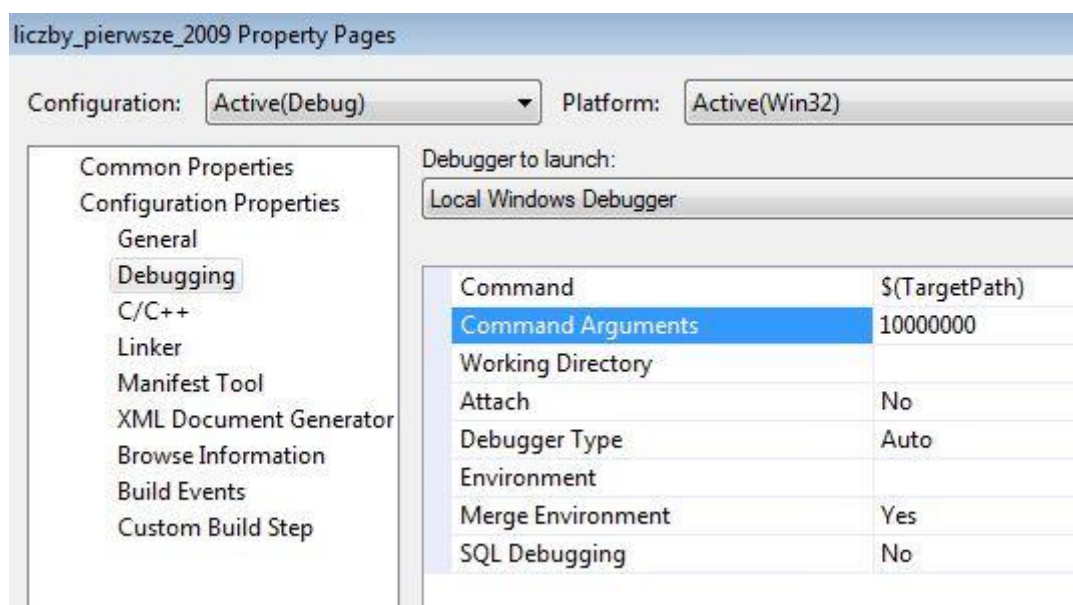 liczby_pierwsze_2009 Property Pages
Configuration: Active(Debug) Platform: Active(Win32)
Common Properties
Configuration Properties
General
Debugging
C/C++
Linker
Manifest Tool
XML Document Generator
Browse Information
Build Events
Custom Build Step
Debugger to launch:
Local Windows Debugger
Command $(TargetPath)
Command Arguments 10000000
Working Directory
Attach No
Debugger Type Auto
Environment
Merge Environment Yes
SQL Debugging No